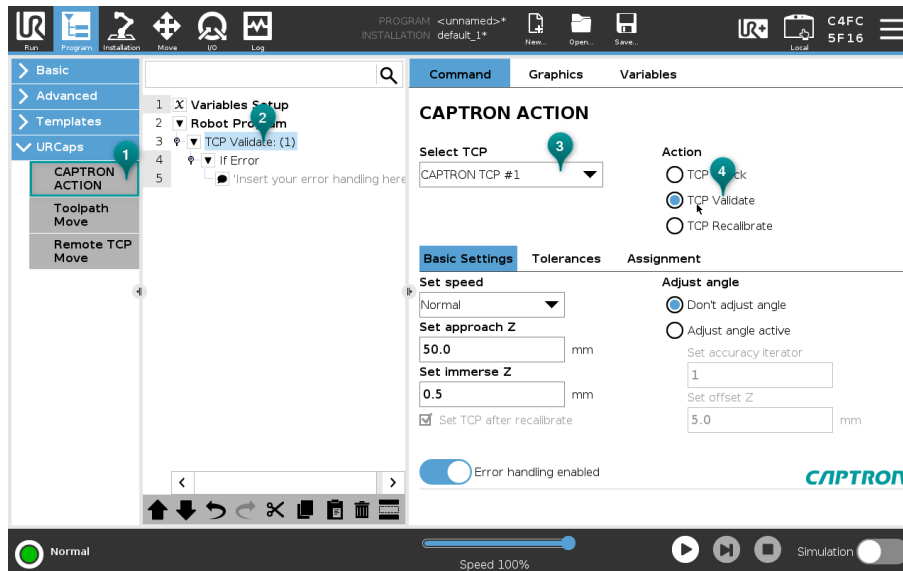 PROGRAM <unnamed>*
INSTALLATION default_1*
C4FC
5F16
Run
Program
Installation
Move
I/O
Log
New...
Open...
Save...
Local
Basic
Advanced
Templates
URCaps
CAPTRON
ACTION
Toolpath
Move
Remote TCP
Move
1
1 X Variables Setup
2 Robot Program
3 TCP Validate: (1)
4 If Error
5 'Insert your error handling here
2
Command Graphics Variables
CAPTRON ACTION
Select TCP
CAPTRON TCP #1
3
Action
TCP
4
TCP Validate
TCP Recalibrate
Basic Settings Tolerances Assignment
Set speed
Normal
Set approach Z
50.0 mm
Set immerse Z
0.5 mm
Set TCP after recalibrate
Adjust angle
Don't adjust angle
Adjust angle active
Set accuracy iterator
1
Set offset Z
5.0 mm
Error handling enabled
CAPTRON
Normal
Speed 100%
Simulation